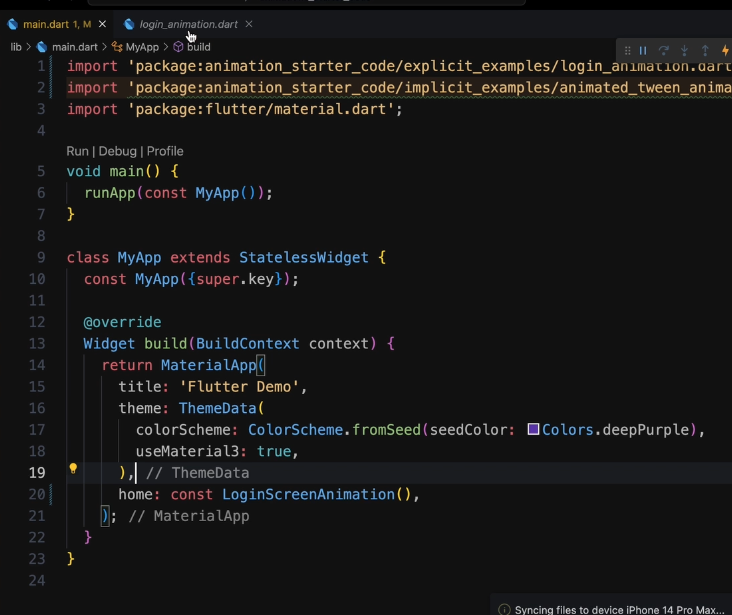 main.dart 1, M
login_animation.dart
lib > main.dart > MyApp > build
1 import 'package:animation_starter_code/explicit_examples/login_animation.dart
2 import 'package:animation_starter_code/implicit_examples/animated_tween_anima
3 import 'package:flutter/material.dart';
4
Run | Debug | Profile
5 void main() {
6 runApp(const MyApp());
7 }
8
9 class MyApp extends StatelessWidget {
10 const MyApp({super.key});
11
12 @override
13 Widget build(BuildContext context) {
14 return MaterialApp(
15 title: 'Flutter Demo',
16 theme: ThemeData(
17 colorScheme: ColorScheme.fromSeed(seedColor: Colors.deepPurple),
18 useMaterial3: true,
19 ), // ThemeData
20 home: const LoginScreenAnimation(),
21 ); // MaterialApp
22 }
23 }
24
Syncing files to device iPhone 14 Pro Max...